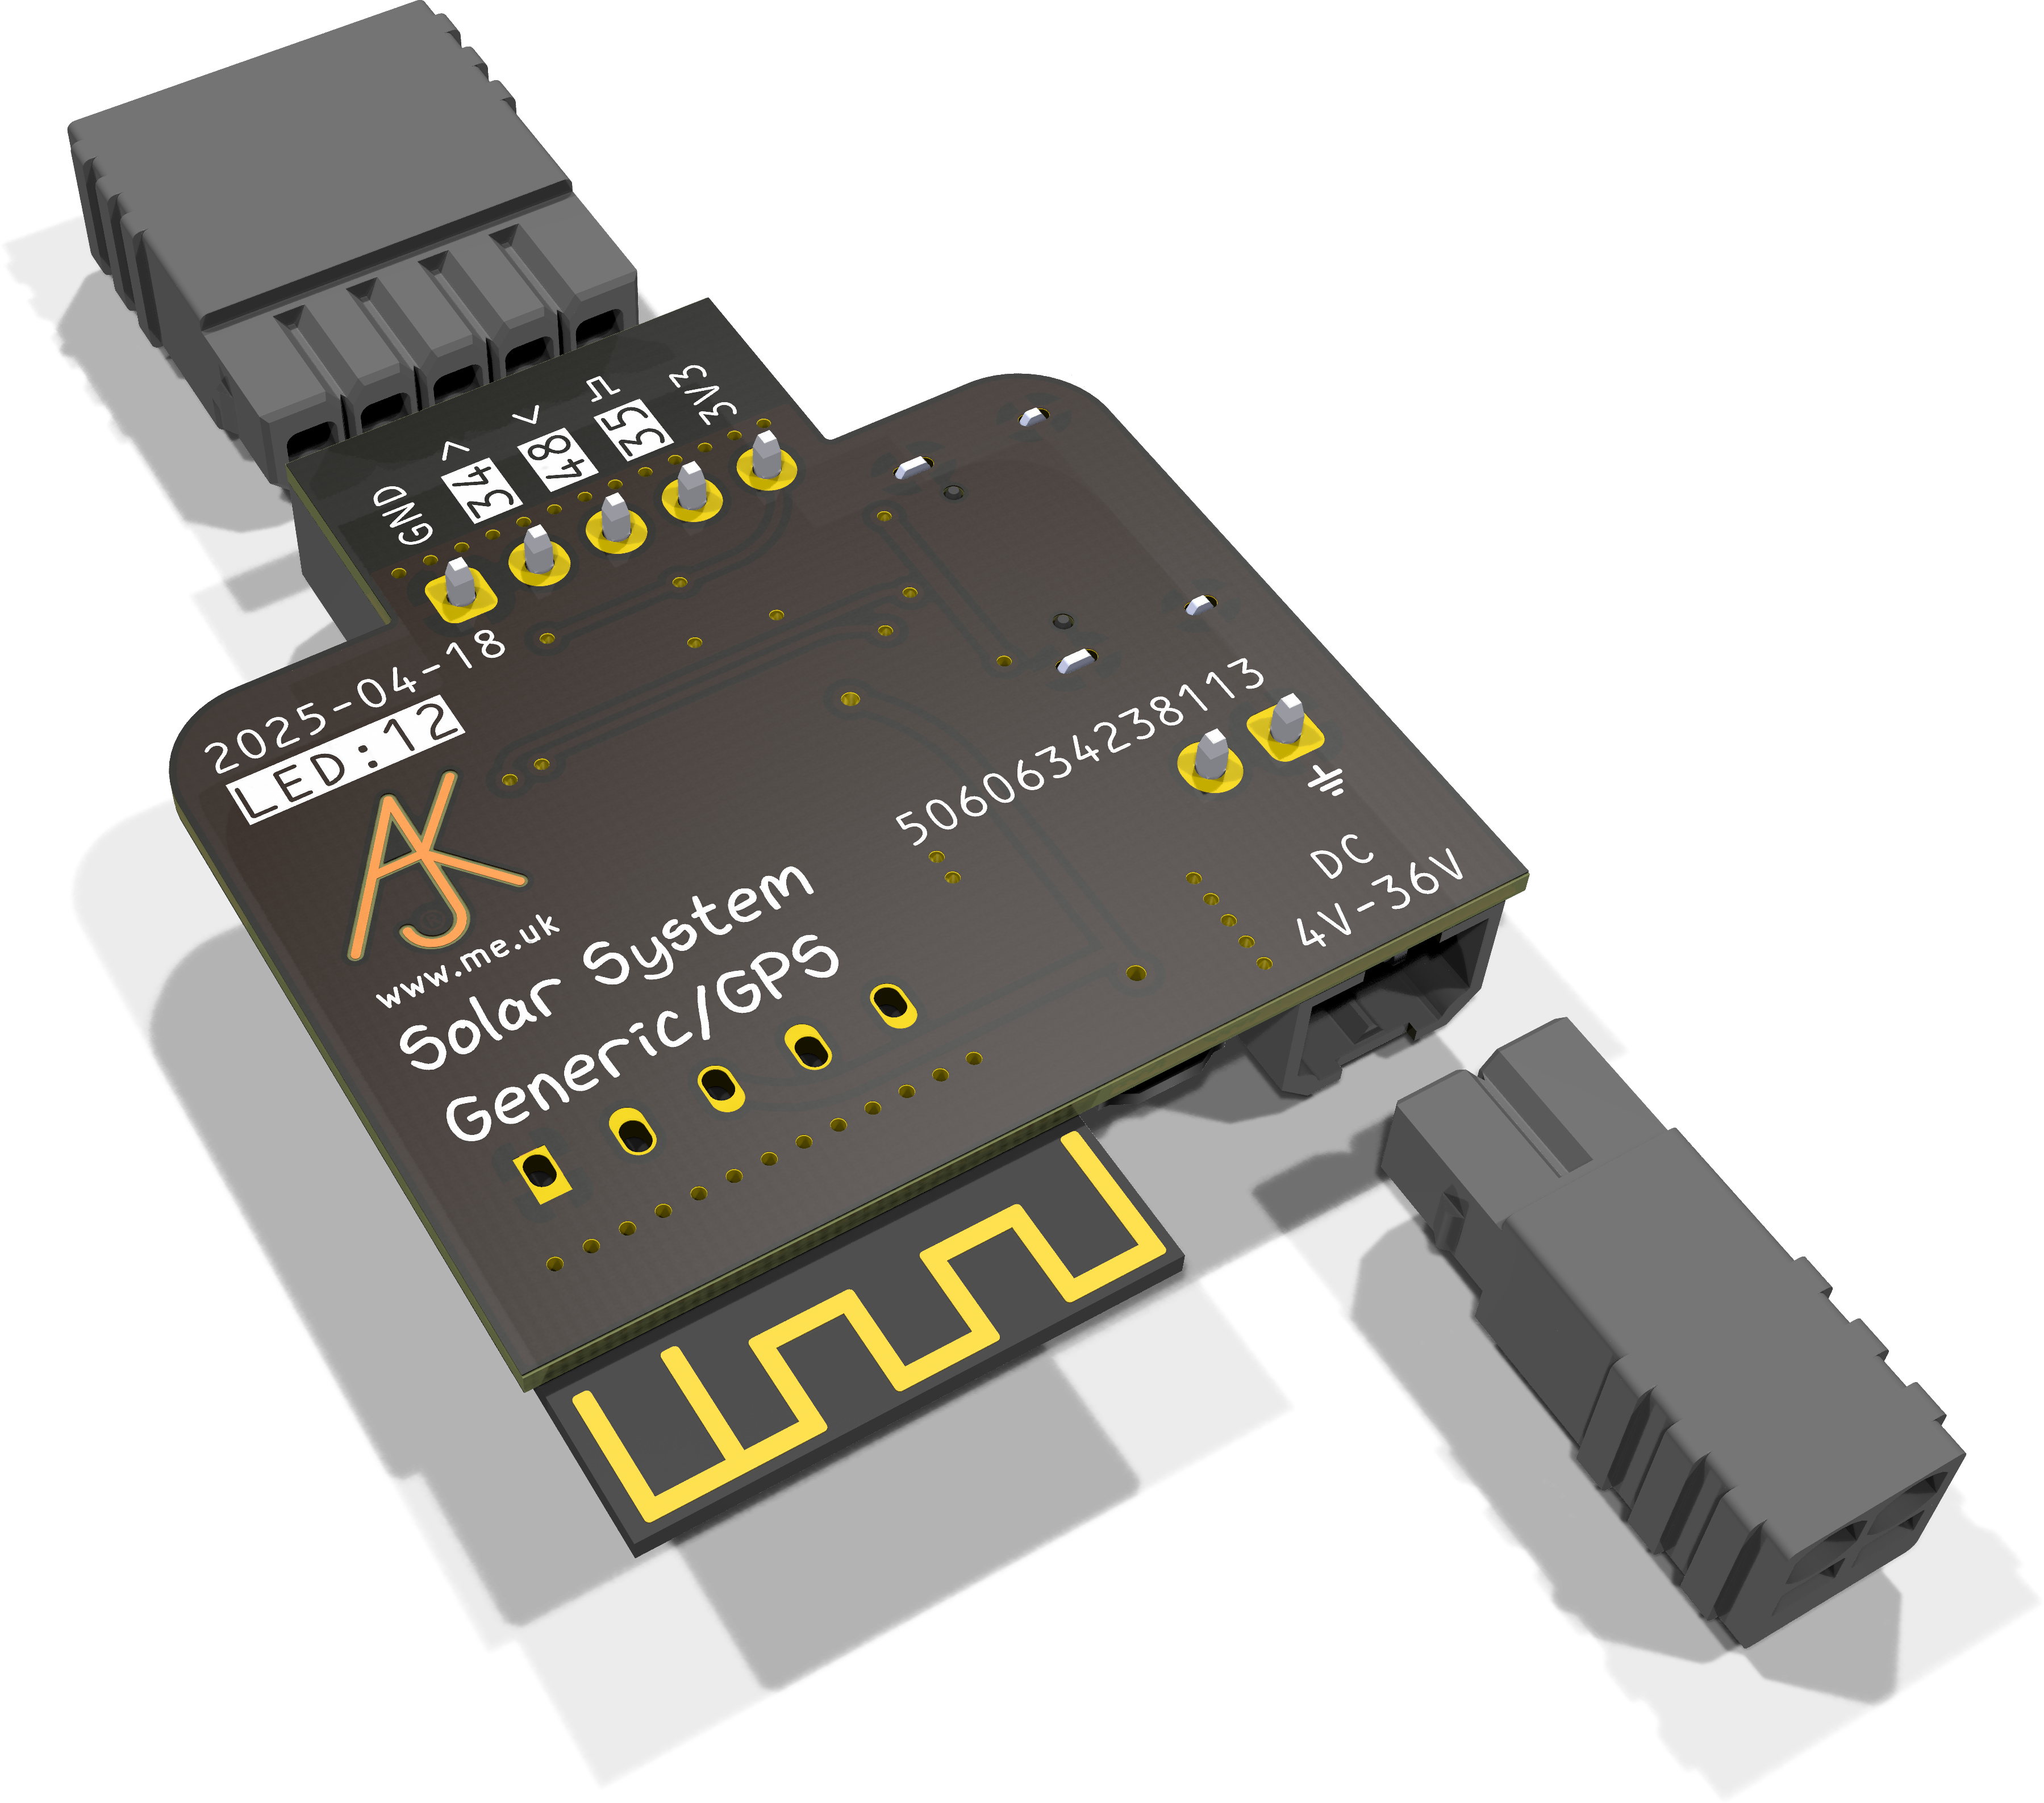 GND
34
<
48
>
35
3V3
2025-04-18
LED:12
AJK
www.me.uk
Solar System
Generic/GPS
5060634238113
DC
4V-36V